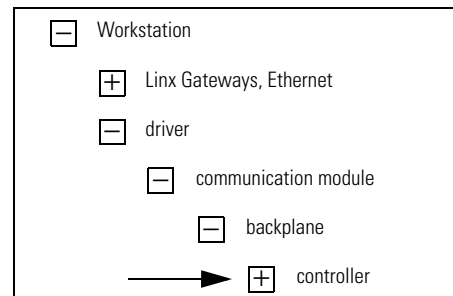 Workstation
Linx Gateways, Ethernet
driver
communication module
backplane
controller